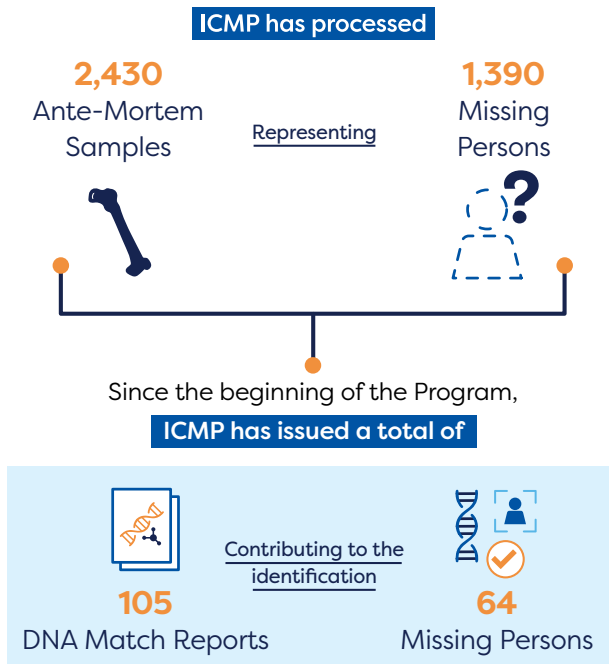 ICMP has processed
2,430
Ante-Mortem
Samples
Representing
1,390
Missing
Persons
?
Since the beginning of the Program,
ICMP has issued a total of
105
DNA Match Reports
Contributing to the
identification
64
Missing Persons